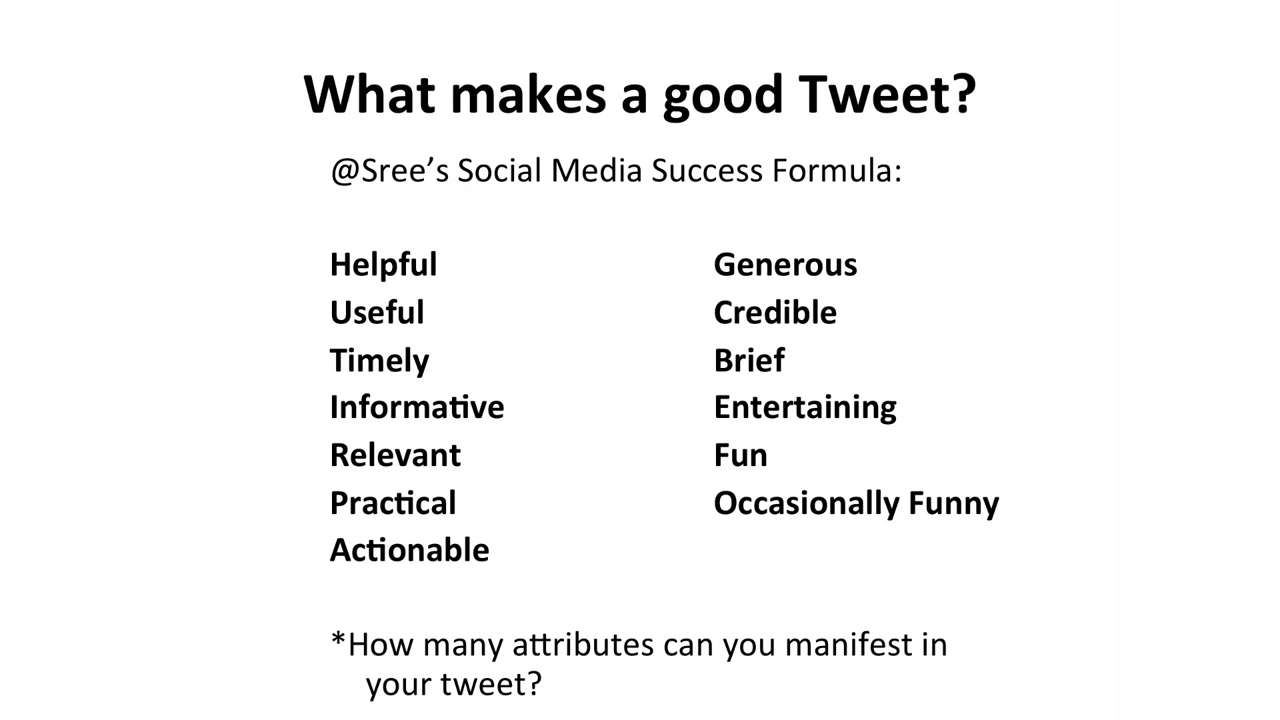 What makes a good Tweet?
@Sree’s Social Media Success Formula:
Helpful
Useful
Timely
Informative
Relevant
Practical
Actionable
Generous
Credible
Brief
Entertaining
Fun
Occasionally Funny
*How many attributes can you manifest in
your tweet?